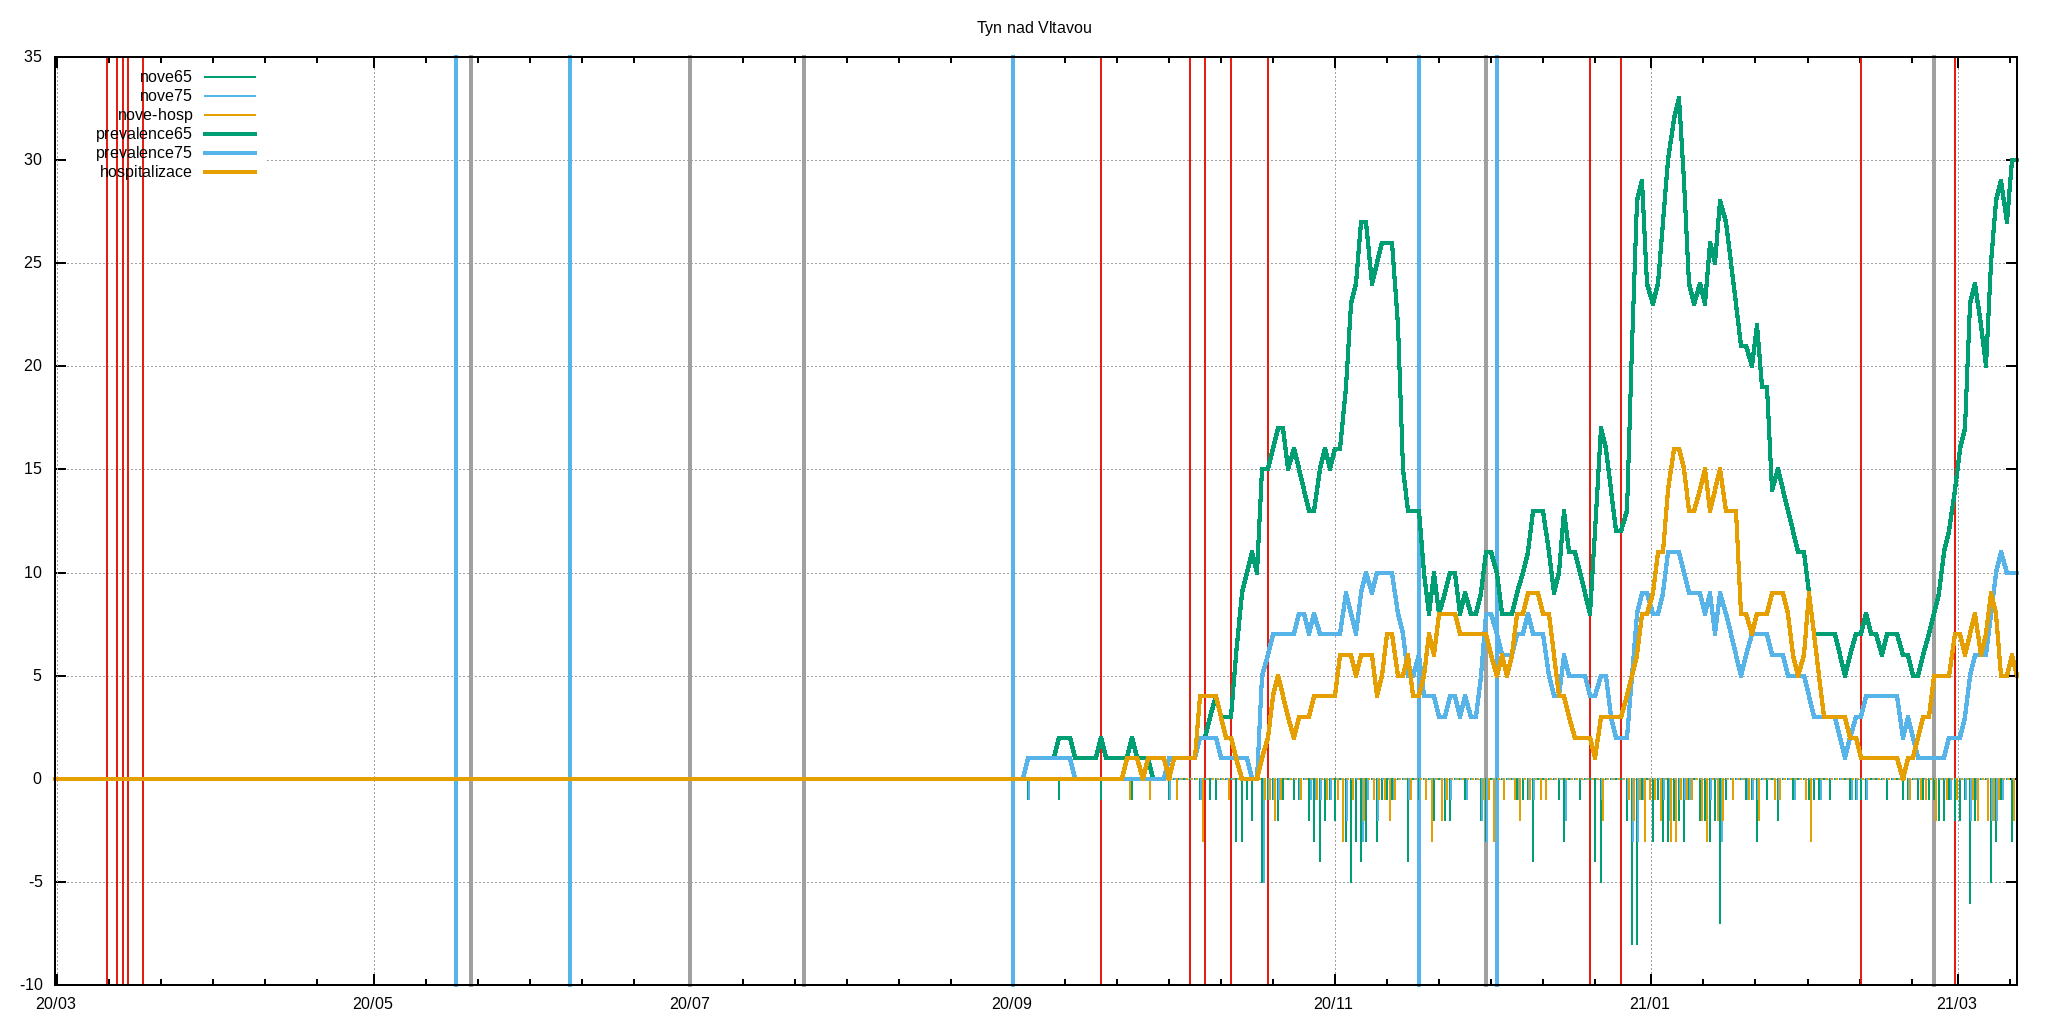 Tyn nad Vltavou
35
30
25
20
15
10
5
0
-5
-10
nove65
nove75
nove-hosp
prevalence65
prevalence75
hospitalizace
20/03 20/05 20/07 20/09 20/11 21/01 21/03